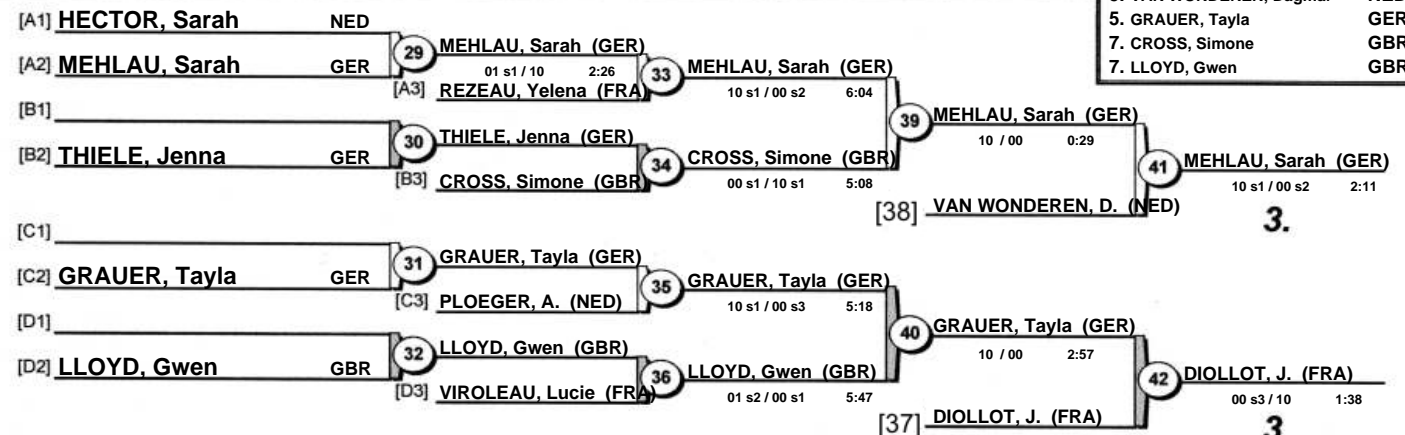 5. GRAUER, Tayla GER
7. CROSS, Simone GBR
7. LLOYD, Gwen GBR
[A1] HECTOR, Sarah NED
[A2] MEHLAU, Sarah GER
29 MEHLAU, Sarah (GER)
01 s1 / 10 2:26
[A3] REZEAU, Yelena (FRA)
33 MEHLAU, Sarah (GER)
10 s1 / 00 s2 6:04
[B1]
[B2] THIELE, Jenna GER
30 THIELE, Jenna (GER)
[B3] CROSS, Simone (GBR)
34 CROSS, Simone (GBR)
00 s1 / 10 s1 5:08
39 MEHLAU, Sarah (GER)
10 / 00 0:29
[38] VAN WONDEREN, D. (NED)
41 MEHLAU, Sarah (GER)
10 s1 / 00 s2 2:11
3.
[C1]
[C2] GRAUER, Tayla GER
31 GRAUER, Tayla (GER)
[C3] PLOEGER, A. (NED)
35 GRAUER, Tayla (GER)
10 s1 / 00 s3 5:18
[D1]
[D2] LLOYD, Gwen GBR
32 LLOYD, Gwen (GBR)
[D3] VIROLEAU, Lucie (FRA)
36 LLOYD, Gwen (GBR)
01 s2 / 00 s1 5:47
40 GRAUER, Tayla (GER)
10 / 00 2:57
[37] DIOLLOT, J. (FRA)
42 DIOLLOT, J. (FRA)
00 s3 / 10 1:38
3